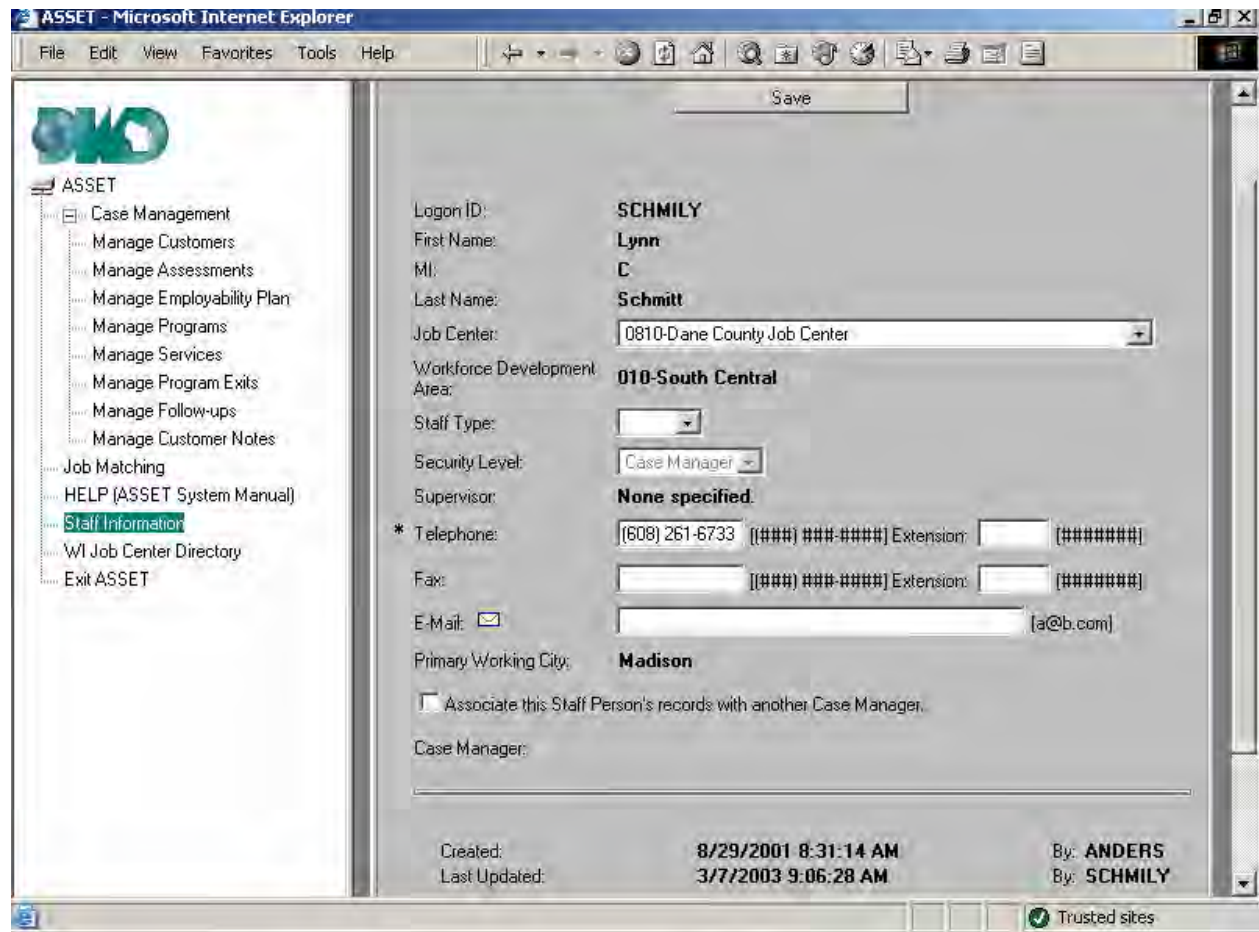 ASSET - Microsoft Internet Explorer
File Edit View Favorites Tools Help
DWD
ASSET
Case Management
Manage Customers
Manage Assessments
Manage Employability Plan
Manage Programs
Manage Services
Manage Program Exits
Manage Follow-ups
Manage Customer Notes
Job Matching
HELP (ASSET System Manual)
Staff Information
WI Job Center Directory
Exit ASSET
Save
Logon ID: SCHMILY
First Name: Lynn
MI: C
Last Name: Schmitt
Job Center: 0810-Dane County Job Center
Workforce Development
Area: 010-South Central
Staff Type:
Security Level: Case Manager
Supervisor: None specified.
* Telephone: (608) 261-6733 [(###) ###-####] Extension: [#######]
Fax: [(###) ###-####] Extension: [#######]
E-Mail: [a@b.com]
Primary Working City: Madison
Associate this Staff Person's records with another Case Manager.
Case Manager:
Created: 8/29/2001 8:31:14 AM By: ANDERS
Last Updated: 3/7/2003 9:06:28 AM By: SCHMILY
Trusted sites